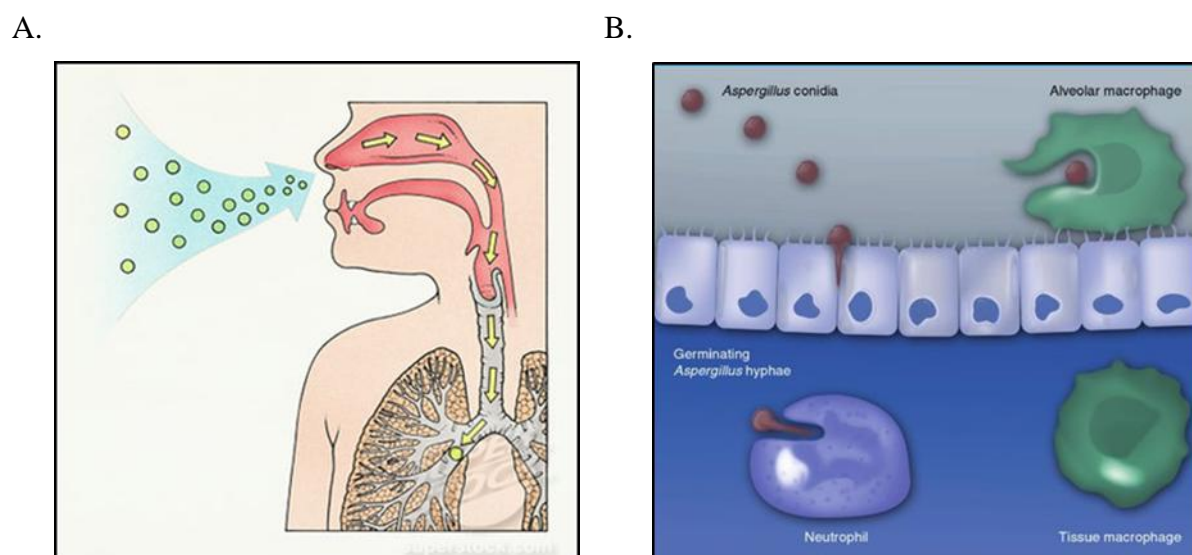 A.
B.
Aspergillus conidia
Alveolar macrophage
Germinating
Aspergillus hyphae
Neutrophil
Tissue macrophage
superstock.com